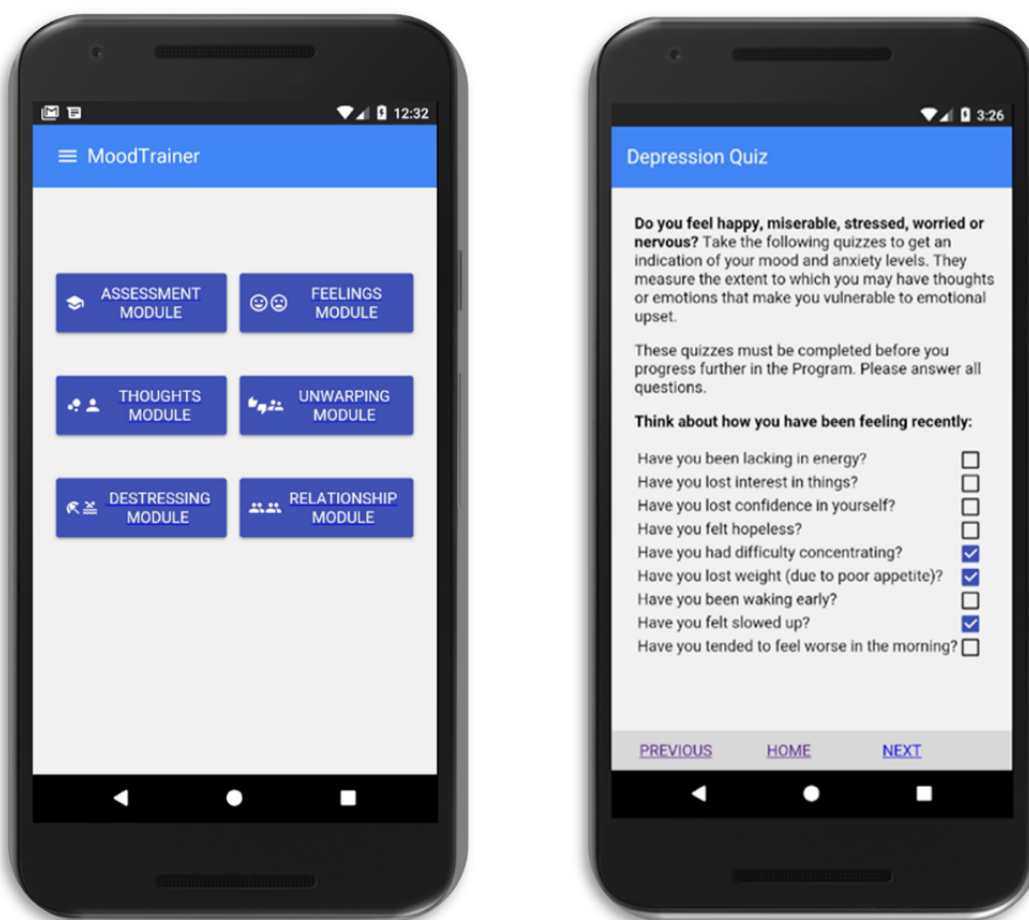 12:32
MoodTrainer
ASSESSMENT
MODULE
FEELINGS
MODULE
THOUGHTS
MODULE
UNWARPING
MODULE
DESTRESSING
MODULE
RELATIONSHIP
MODULE
3:26
Depression Quiz
Do you feel happy, miserable, stressed, worried or
nervous? Take the following quizzes to get an
indication of your mood and anxiety levels. They
measure the extent to which you may have thoughts
or emotions that make you vulnerable to emotional
upset.
These quizzes must be completed before you
progress further in the Program. Please answer all
questions.
Think about how you have been feeling recently:
Have you been lacking in energy?
Have you lost interest in things?
Have you lost confidence in yourself?
Have you felt hopeless?
Have you had difficulty concentrating?
Have you lost weight (due to poor appetite)?
Have you been waking early?
Have you felt slowed up?
Have you tended to feel worse in the morning?
PREVIOUS HOME NEXT